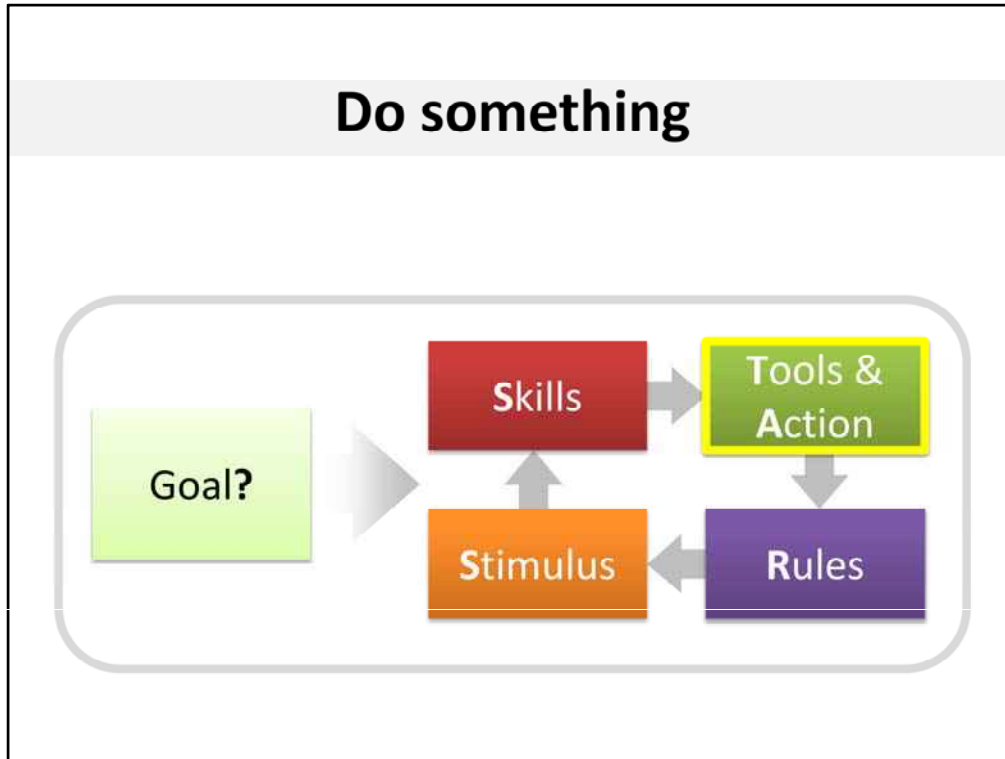 Do something
Goal?
Skills
Tools &
Action
Stimulus
Rules